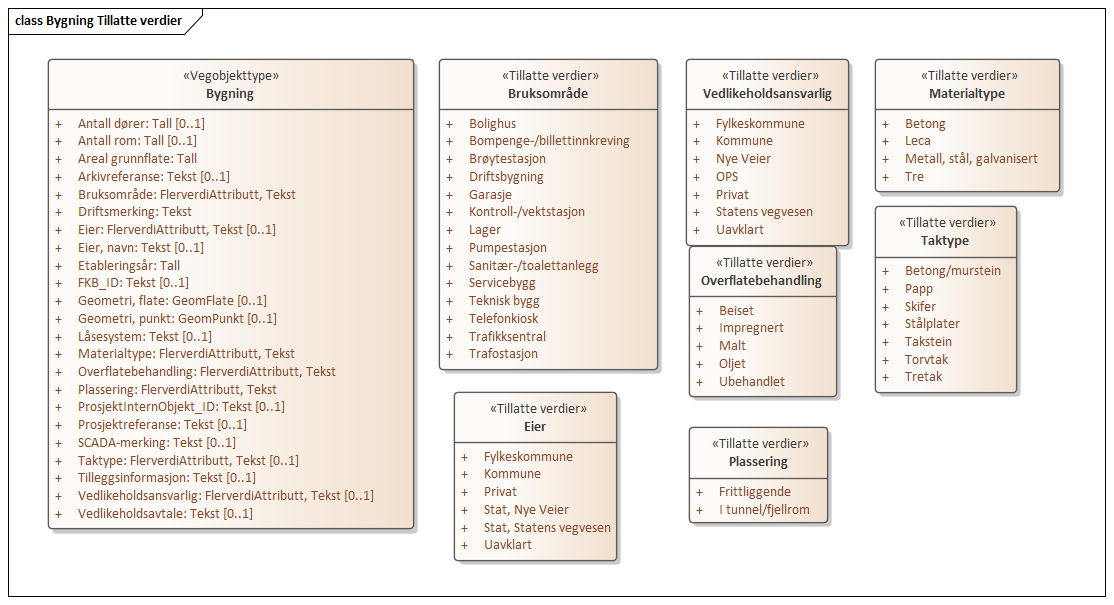 class Bygning Tillatte verdier
«Vegobjekttype»
Bygning
+ Antall dører: Tall [0..1]
+ Antall rom: Tall [0..1]
+ Areal grunnflate: Tall
+ Arkivreferanse: Tekst [0..1]
+ Bruksområde: FlerverdiAttributt, Tekst
+ Driftsmerking: Tekst
+ Eier: FlerverdiAttributt, Tekst [0..1]
+ Eier, navn: Tekst [0..1]
+ Etableringsår: Tall
+ FKB_ID: Tekst [0..1]
+ Geometri, flate: GeomFlate [0..1]
+ Geometri, punkt: GeomPunkt [0..1]
+ Låsesystem: Tekst [0..1]
+ Materialtype: FlerverdiAttributt, Tekst
+ Overflatebehandling: FlerverdiAttributt, Tekst
+ Plassering: FlerverdiAttributt, Tekst
+ ProsjektInternObjekt_ID: Tekst [0..1]
+ Prosjektreferanse: Tekst [0..1]
+ SCADA-merking: Tekst [0..1]
+ Taktype: FlerverdiAttributt, Tekst [0..1]
+ Tilleggsinformasjon: Tekst [0..1]
+ Vedlikeholdsansvarlig: FlerverdiAttributt, Tekst [0..1]
+ Vedlikeholdsavtale: Tekst [0..1]
«Tillatte verdier»
Bruksområde
+ Bolighus
+ Bompenge-/billettinnkreving
+ Brøytestasjon
+ Driftsbygning
+ Garasje
+ Kontroll-/vektstasjon
+ Lager
+ Pumpestasjon
+ Sanitær-/toalettanlegg
+ Servicebygg
+ Teknisk bygg
+ Telefonkiosk
+ Trafikksentral
+ Trafostasjon
«Tillatte verdier»
Eier
+ Fylkeskommune
+ Kommune
+ Privat
+ Stat, Nye Veier
+ Stat, Statens vegvesen
+ Uavklart
«Tillatte verdier»
Vedlikeholdsansvarlig
+ Fylkeskommune
+ Kommune
+ Nye Veier
+ OPS
+ Privat
+ Statens vegvesen
+ Uavklart
«Tillatte verdier»
Overflatebehandling
+ Beiset
+ Impregnert
+ Malt
+ Oljet
+ Ubehandlet
«Tillatte verdier»
Plassering
+ Frittliggende
+ I tunnel/fjellrom
«Tillatte verdier»
Materialtype
+ Betong
+ Leca
+ Metall, stål, galvanisert
+ Tre
«Tillatte verdier»
Taktype
+ Betong/murstein
+ Papp
+ Skifer
+ Stålplater
+ Takstein
+ Torvtak
+ Tretak